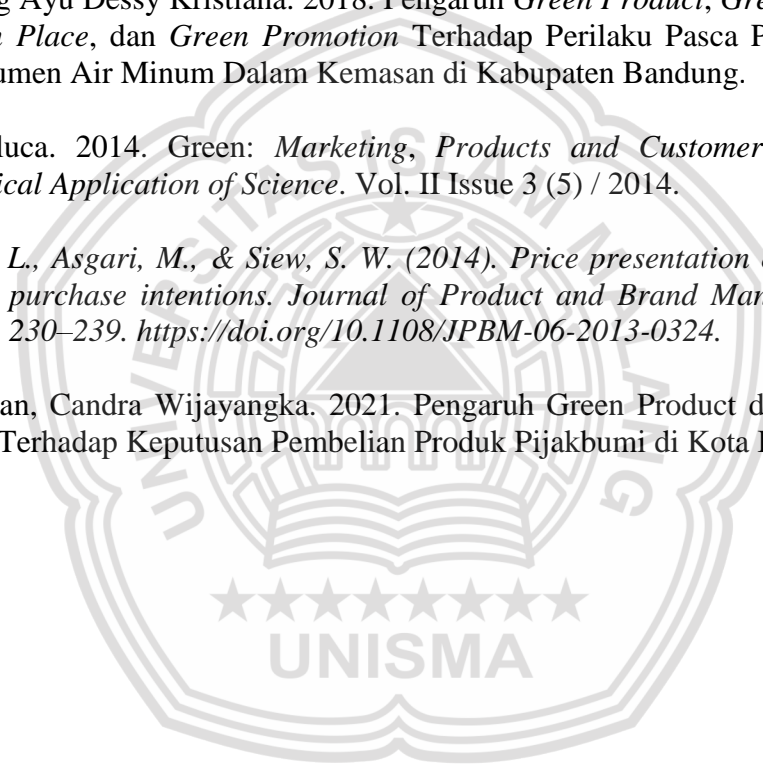 g Ayu Dessy Kristiana. 2018. Pengaruh Green Product, Gre
n Place, dan Green Promotion Terhadap Perilaku Pasca P
umen Air Minum Dalam Kemasan di Kabupaten Bandung.
luca. 2014. Green: Marketing, Products and Customer
ical Application of Science. Vol. II Issue 3 (5) / 2014.
L., Asgari, M., & Siew, S. W. (2014). Price presentation
purchase intentions. Journal of Product and Brand Man
230–239. https://doi.org/10.1108/JPBM-06-2013-0324.
an, Candra Wijayangka. 2021. Pengaruh Green Product d
Terhadap Keputusan Pembelian Produk Pijakbumi di Kota
UNIVERSITAS ISLAM MALANG
UNISMA